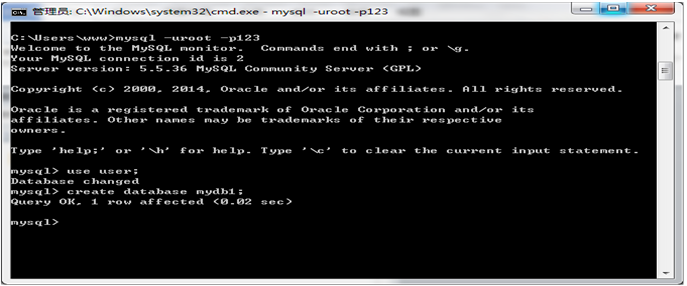 管理员: C:\Windows\system32\cmd.exe - mysql -uroot -p123
C:\Users\www>mysql -uroot -p123
Welcome to the MySQL monitor.  Commands end with ; or \g.
Your MySQL connection id is 2
Server version: 5.5.36 MySQL Community Server (GPL)
Copyright (c) 2000, 2014, Oracle and/or its affiliates. All rights reserved.
Oracle is a registered trademark of Oracle Corporation and/or its
affiliates. Other names may be trademarks of their respective
owners.
Type 'help;' or '\h' for help. Type '\c' to clear the current input statement.
mysql> use user;
Database changed
mysql> create database mydb1;
Query OK, 1 row affected (0.02 sec)
mysql>